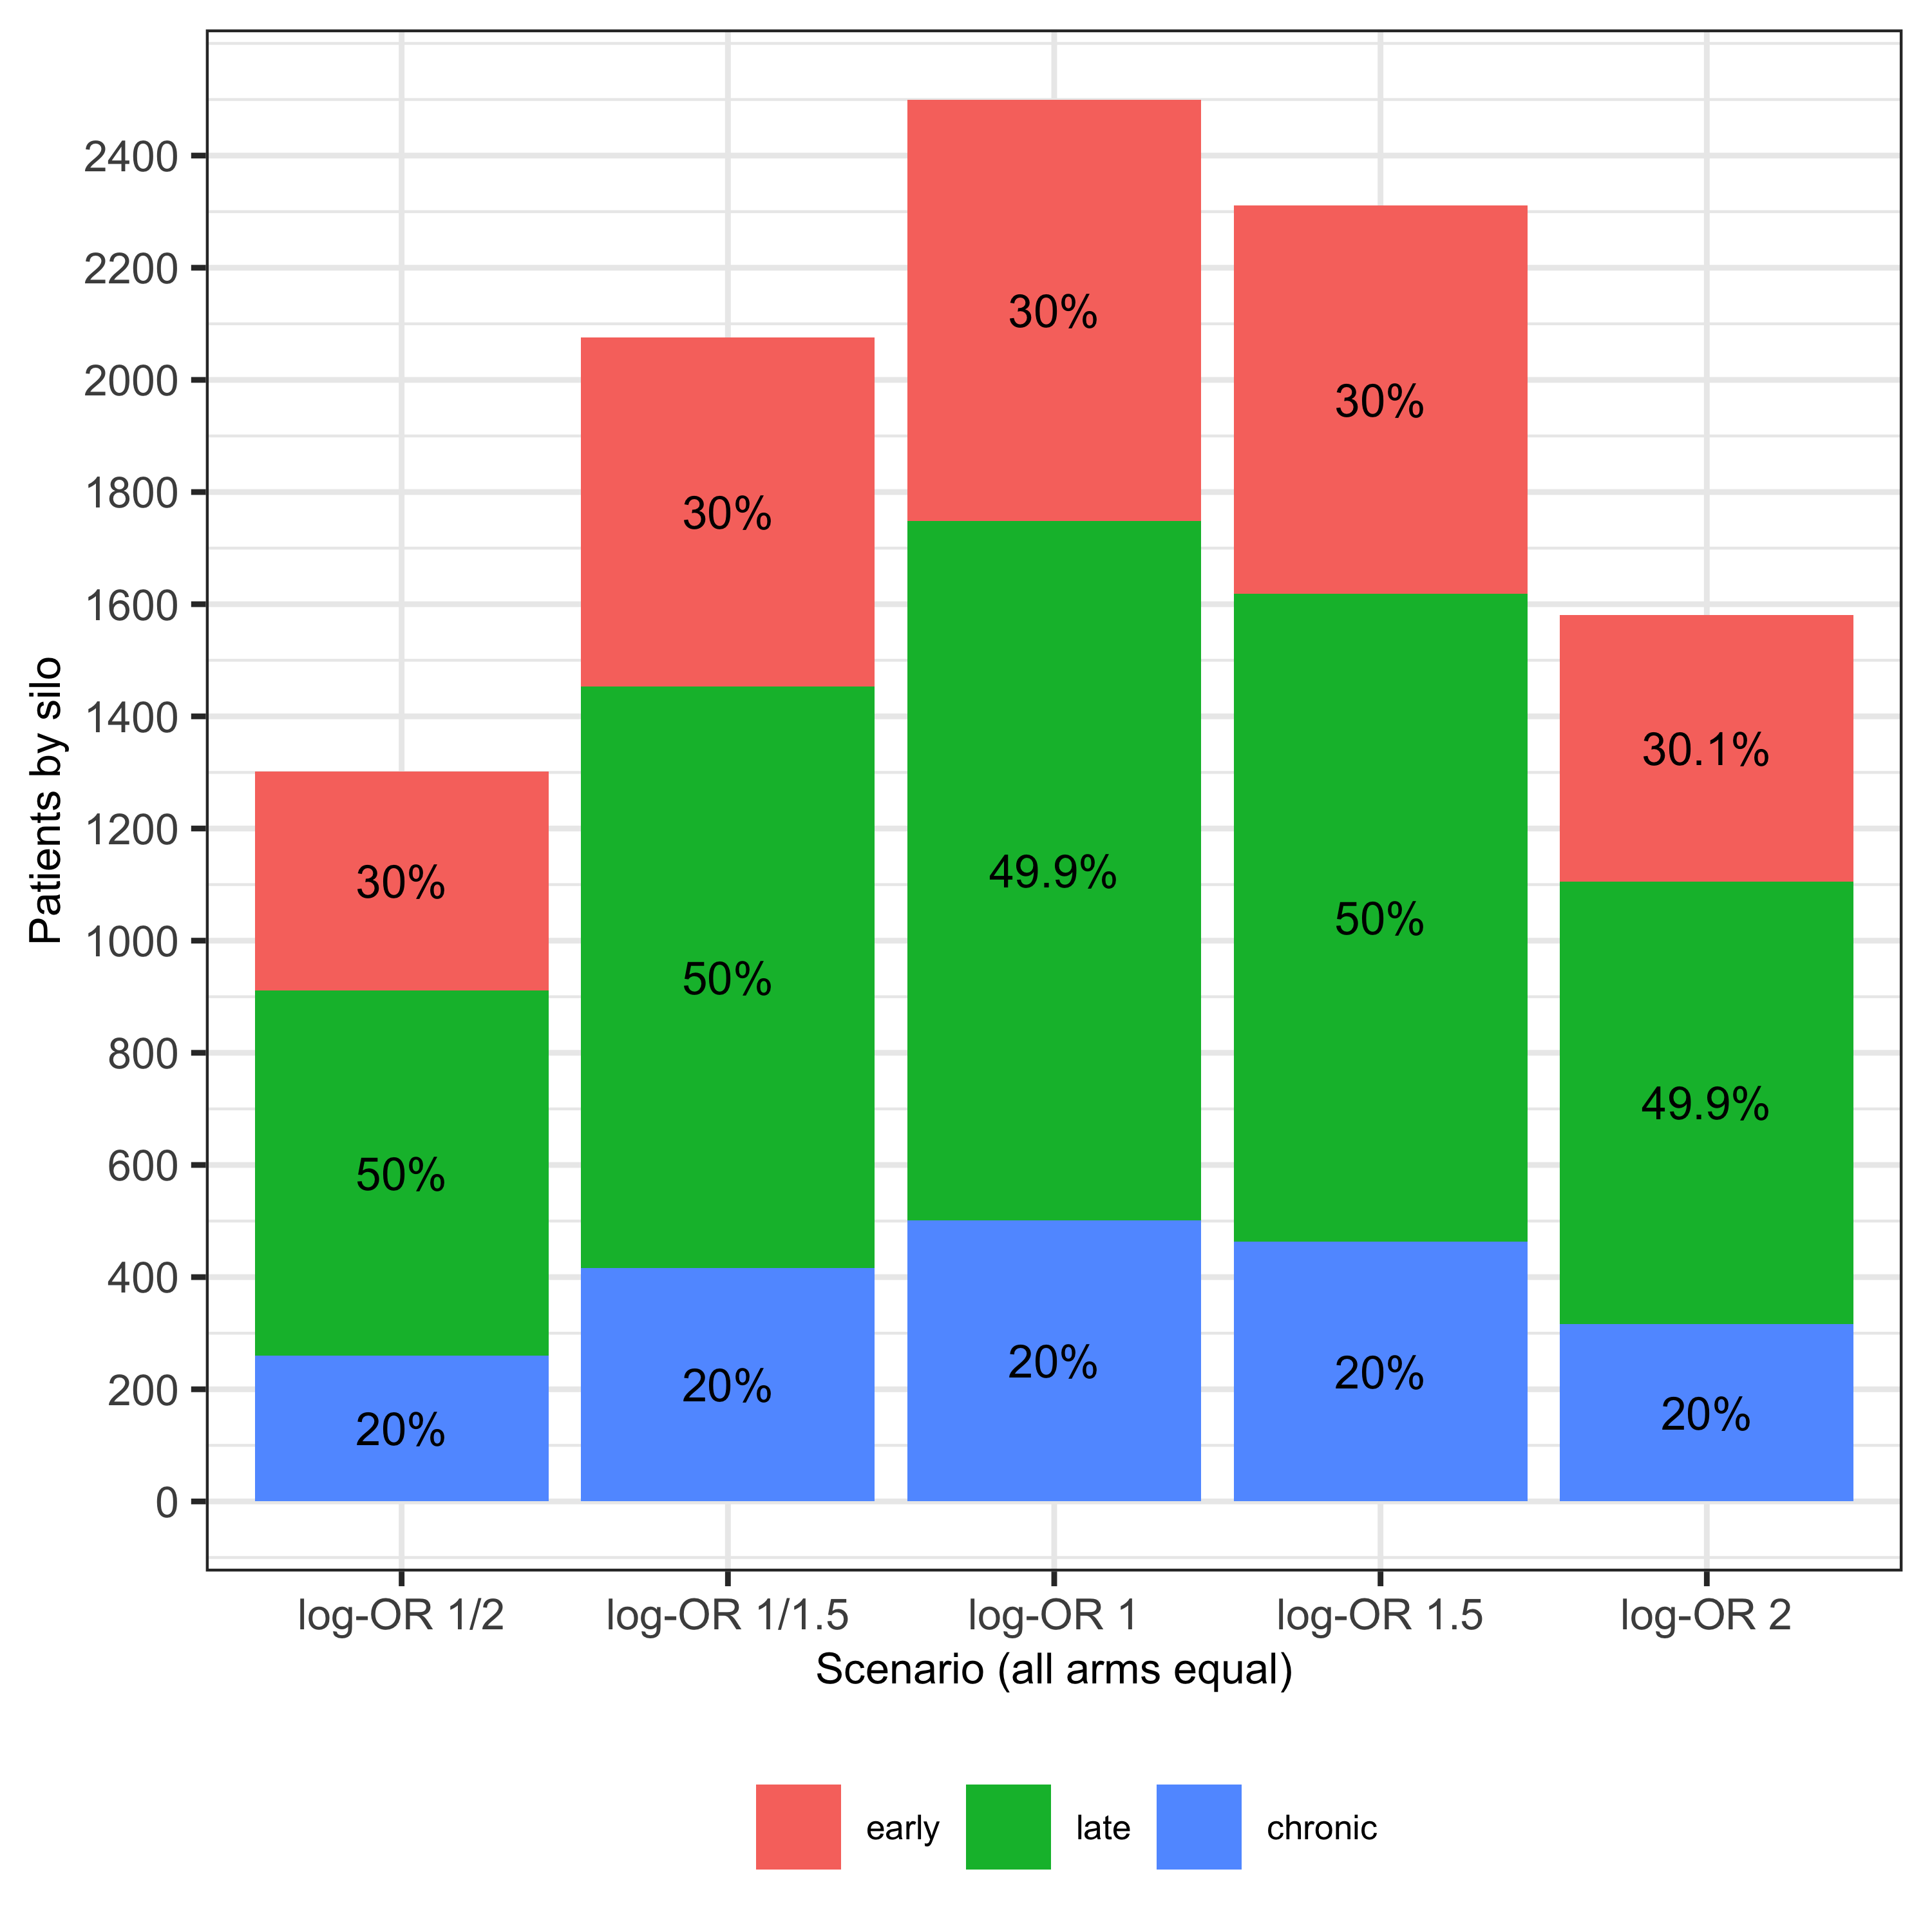 Patients by silo
2400
2200
2000
1800
1600
1400
1200
1000
800
600
400
200
0
30%
50%
20%
30%
50%
20%
30%
49.9%
20%
30%
50%
20%
30.1%
49.9%
20%
log-OR 1/2
log-OR 1/1.5
log-OR 1
log-OR 1.5
log-OR 2
Scenario (all arms equal)
early
late
chronic